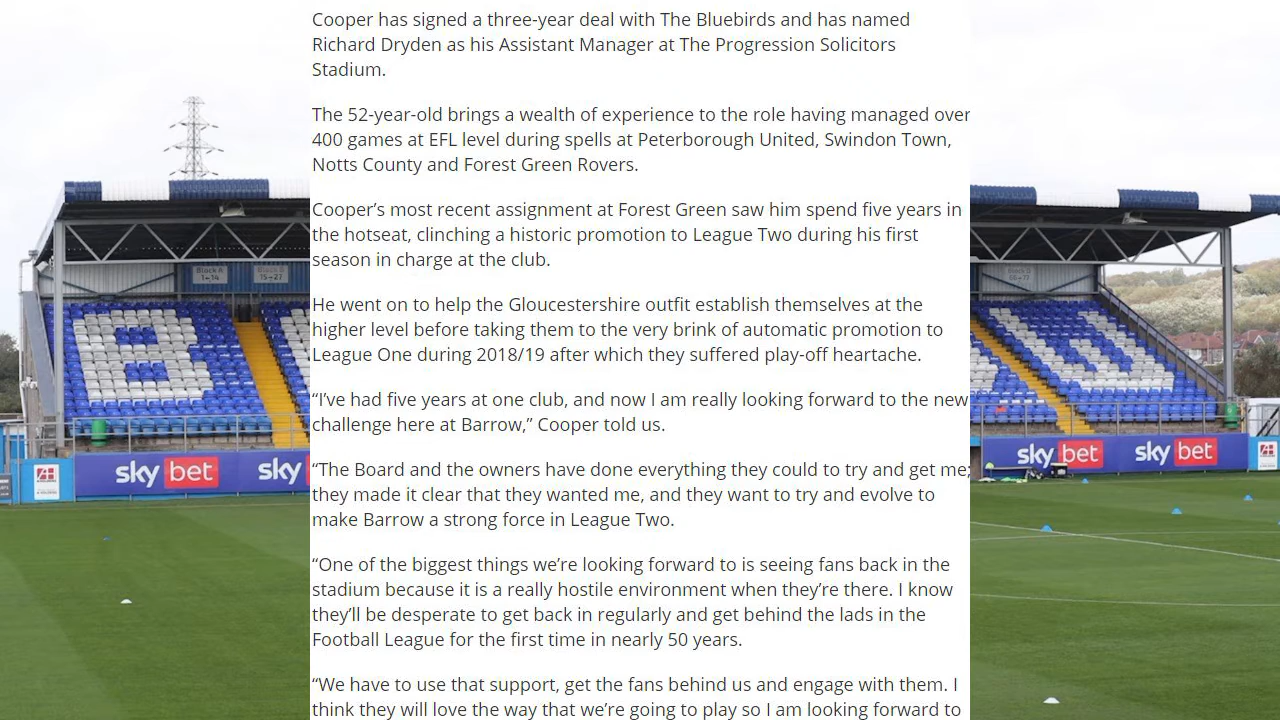 Cooper has signed a three-year deal with The Bluebirds and has named
Richard Dryden as his Assistant Manager at The Progression Solicitors
Stadium.
The 52-year-old brings a wealth of experience to the role having managed over
400 games at EFL level during spells at Peterborough United, Swindon Town,
Notts County and Forest Green Rovers.
Cooper’s most recent assignment at Forest Green saw him spend five years in
the hotseat, clinching a historic promotion to League Two during his first
season in charge at the club.
He went on to help the Gloucestershire outfit establish themselves at the
higher level before taking them to the very brink of automatic promotion to
League One during 2018/19 after which they suffered play-off heartache.
“I’ve had five years at one club, and now I am really looking forward to the new
challenge here at Barrow,” Cooper told us.
“The Board and the owners have done everything they could to try and get me;
they made it clear that they wanted me, and they want to try and evolve to
make Barrow a strong force in League Two.
“One of the biggest things we’re looking forward to is seeing fans back in the
stadium because it is a really hostile environment when they’re there. I know
they’ll be desperate to get back in regularly and get behind the lads in the
Football League for the first time in nearly 50 years.
“We have to use that support, get the fans behind us and engage with them. I
think they will love the way that we’re going to play so I am looking forward to
Block A
1-14
Block B
15-27
sky bet
sky
sky bet
sky bet